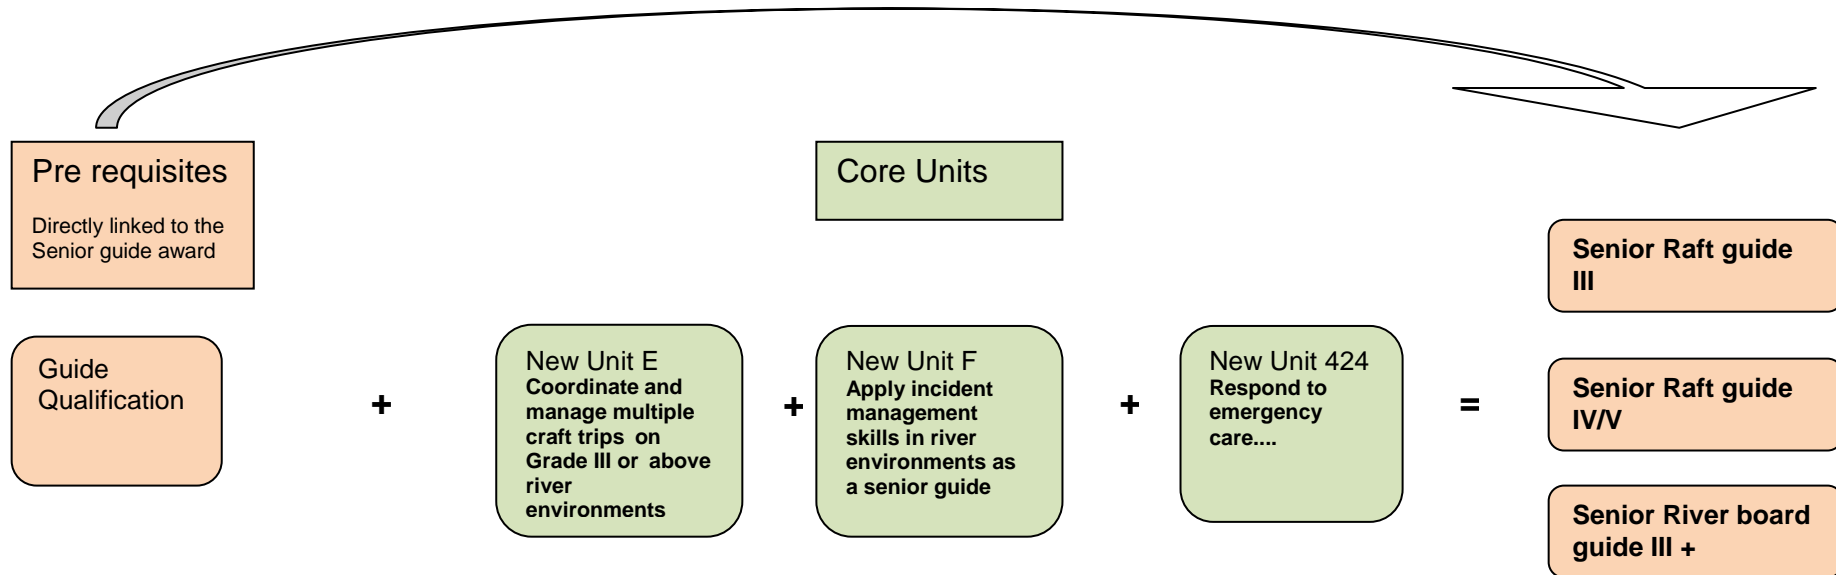 Pre requisites
Directly linked to the
Senior guide award
Core Units
Guide
Qualification
+
New Unit E
Coordinate and
manage multiple
craft trips on
Grade III or above
river
environments
+
New Unit F
Apply incident
management
skills in river
environments as
a senior guide
+
New Unit 424
Respond to
emergency
care....
=
Senior Raft guide
III
Senior Raft guide
IV/V
Senior River board
guide III +